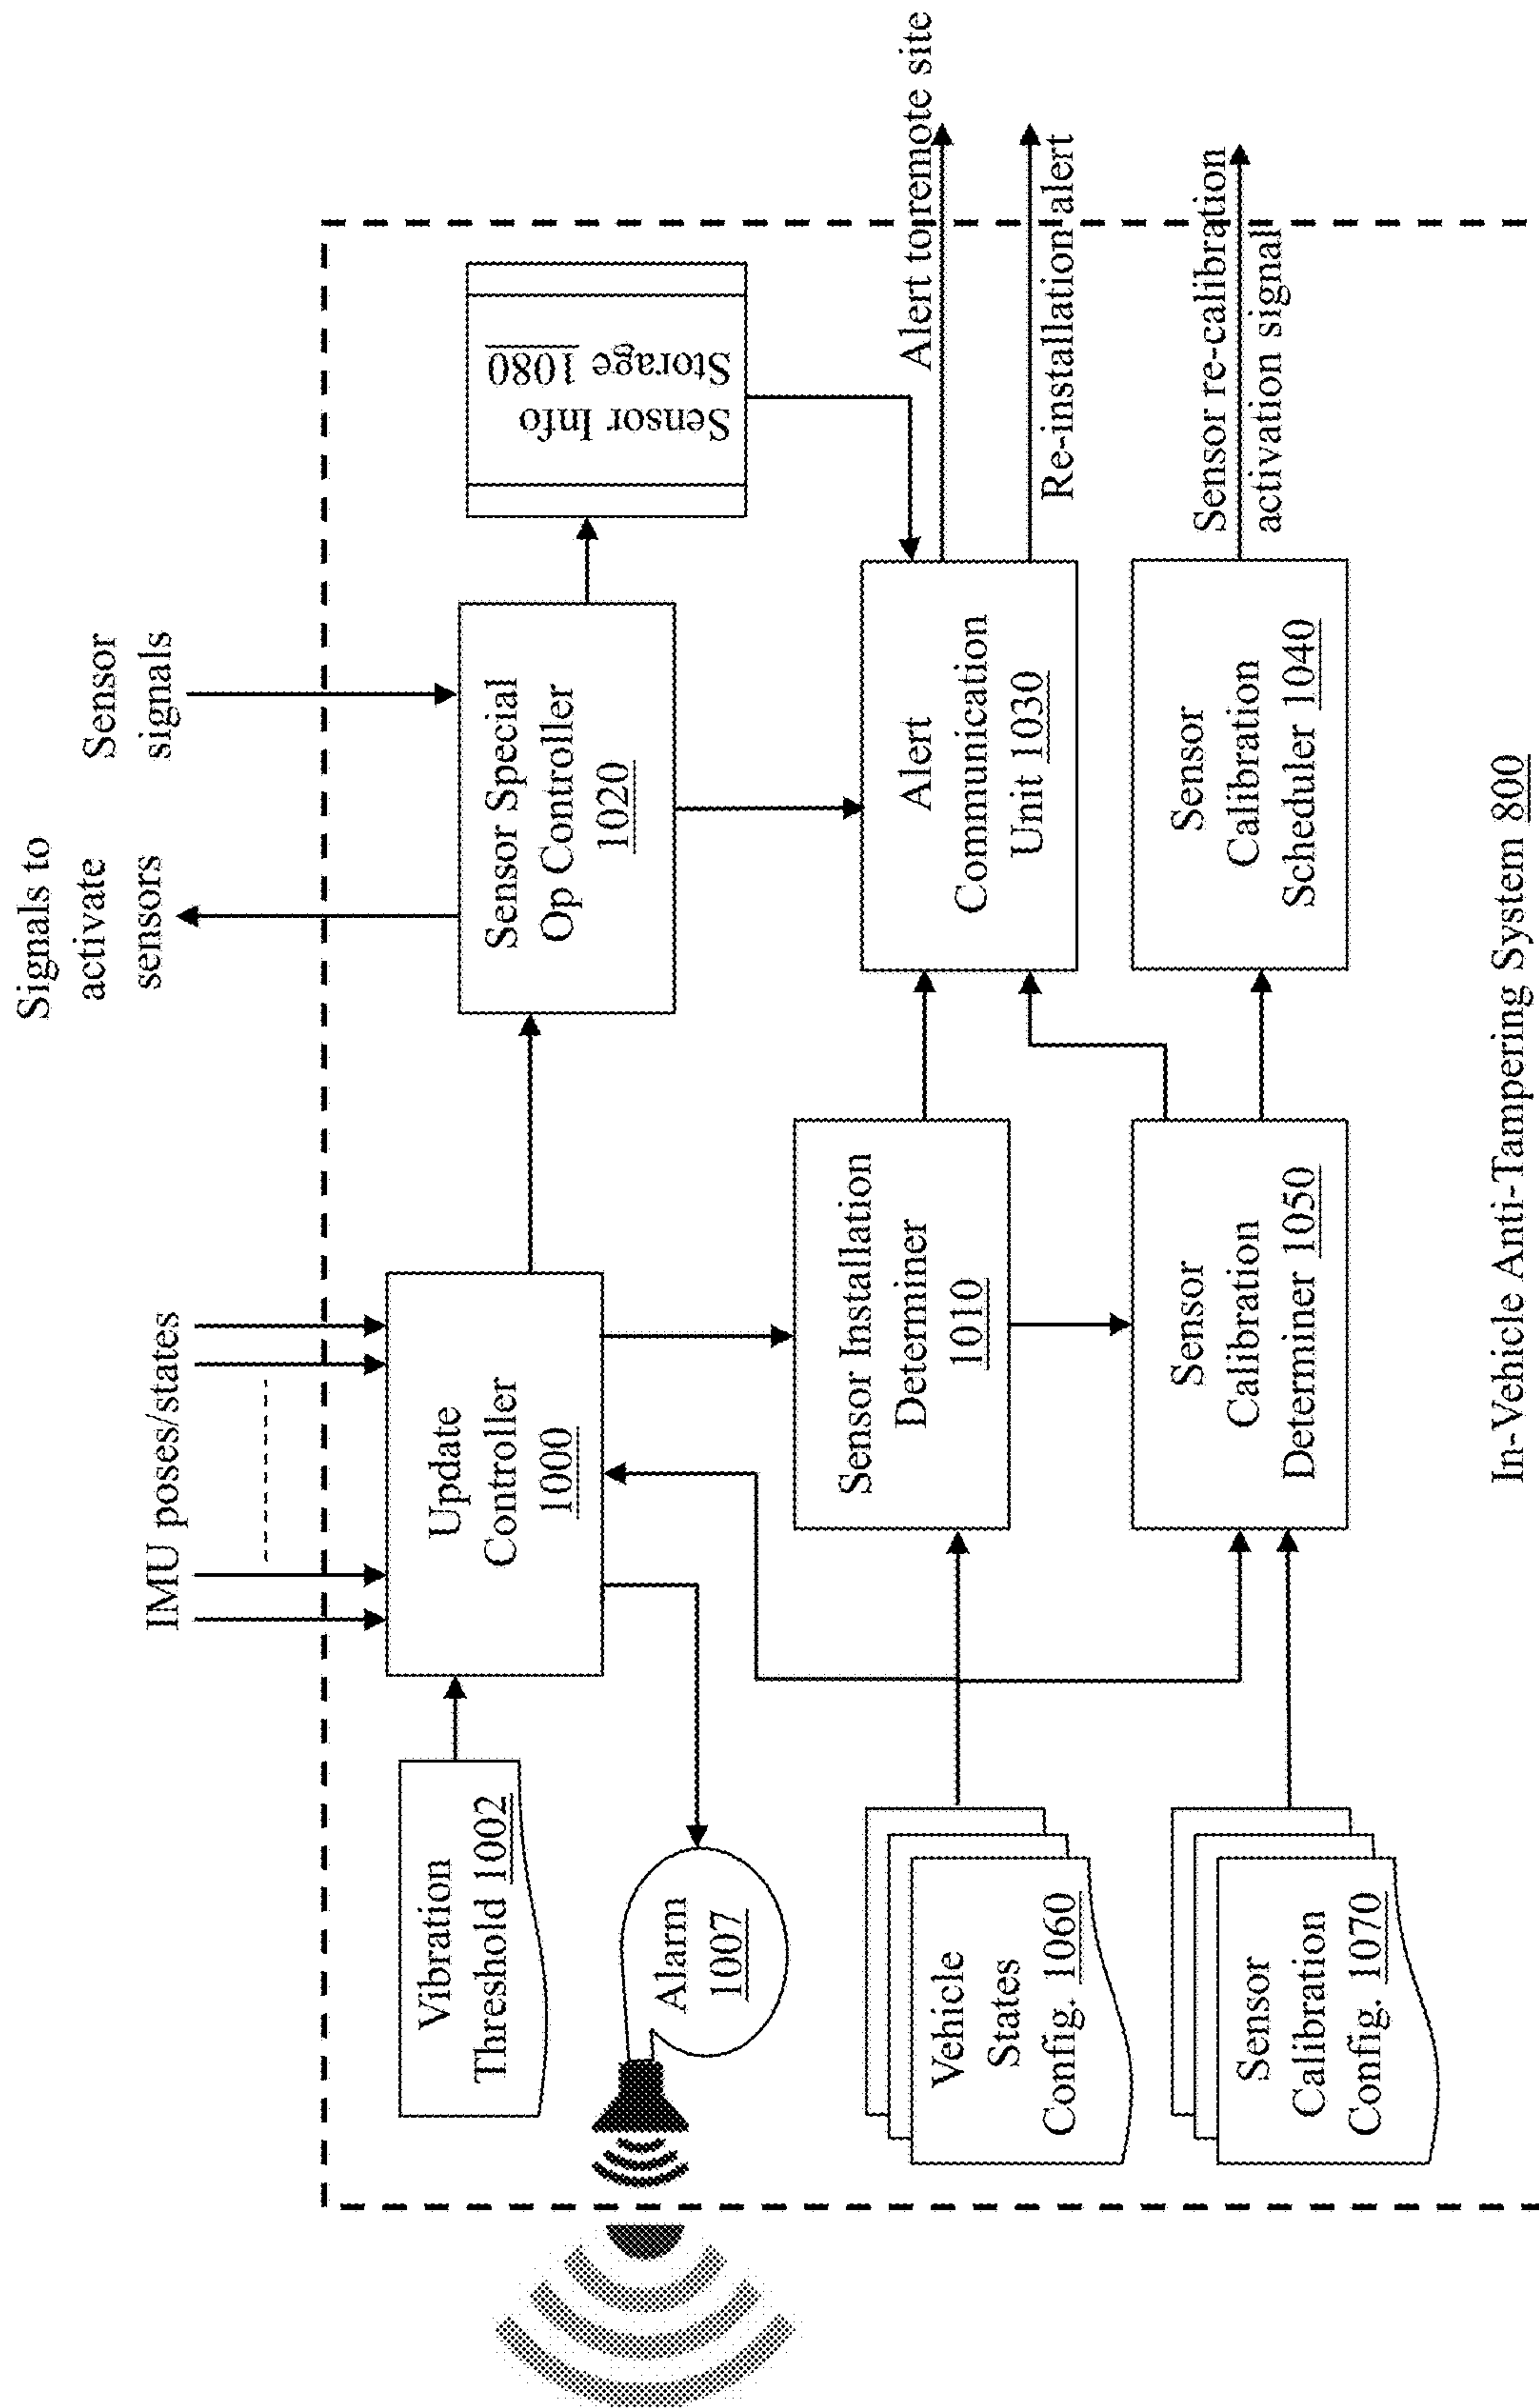 Signals to
activate
sensors
Sensor
signals
IMU poses/states
Vibration
Threshold 1002
Update
Controller
1000
Sensor Special
Op Controller
1020
Sensor Info
Storage 1080
Alarm
1007
Vehicle
States
Config. 1060
Sensor Installation
Determiner
1010
Alert
Communication
Unit 1030
Alert to remote site
Re-installation alert
Sensor
Calibration
Config. 1070
Sensor
Calibration
Determiner 1050
Sensor
Calibration
Scheduler 1040
Sensor re-calibration
activation signal
In-Vehicle Anti-Tampering System 800